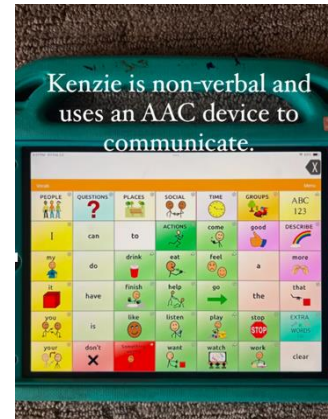 Kenzie is non-verbal and
uses an AAC device to
communicate.
PEOPLE QUESTIONS PLACES SOCIAL TIME GROUPS ABC
123
I can to ACTIONS come good DESCRIBE
my do drink eat feel a more
it have finish help go the that
you is like listen play stop EXTRA
WORDS
STOP
your don't want watch work clear